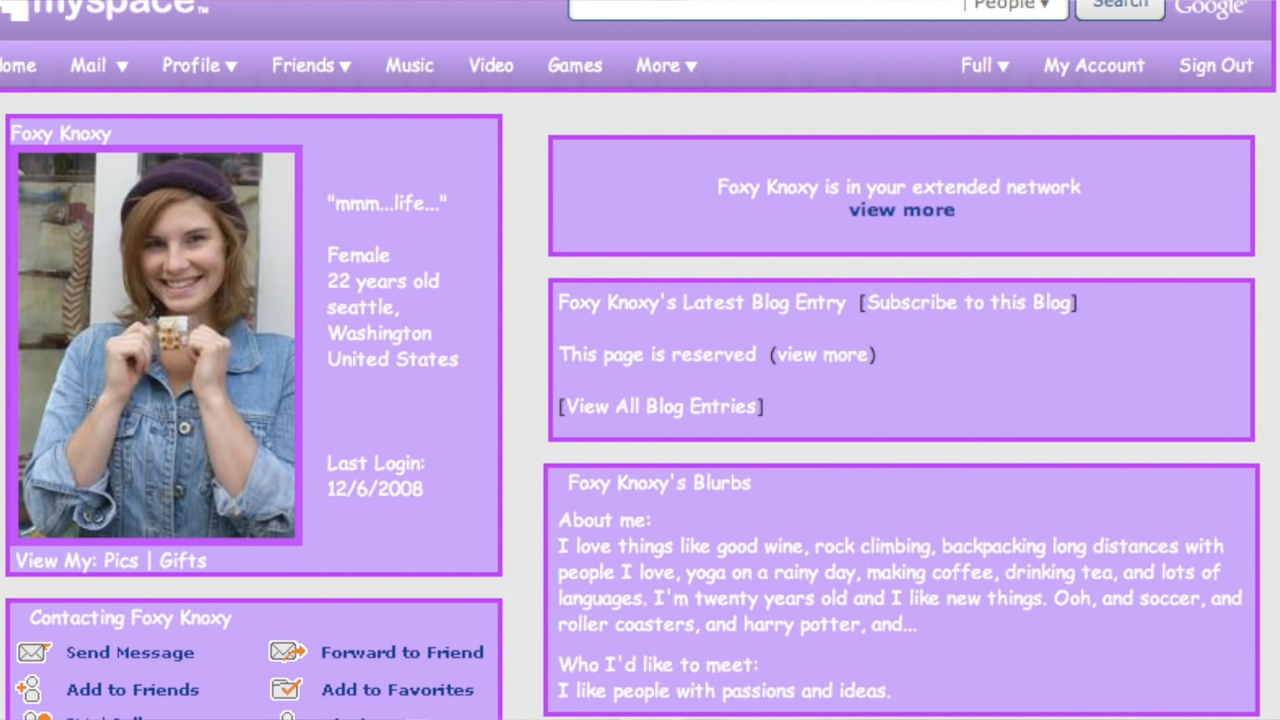 myspace™
People ▾
Search
Google
Home Mail ▼ Profile ▼ Friends ▼ Music Video Games More ▼ Full ▼ My Account Sign Out
Foxy Knoxy
"mmm...life..."
Female
22 years old
seattle,
Washington
United States
Last Login:
12/6/2008
View My: Pics | Gifts
Contacting Foxy Knoxy
Send Message Forward to Friend
Add to Friends Add to Favorites
Foxy Knoxy is in your extended network
view more
Foxy Knoxy's Latest Blog Entry [Subscribe to this Blog]
This page is reserved (view more)
[View All Blog Entries]
Foxy Knoxy's Blurbs
About me:
I love things like good wine, rock climbing, backpacking long distances with
people I love, yoga on a rainy day, making coffee, drinking tea, and lots of
languages. I'm twenty years old and I like new things. Ooh, and soccer, and
roller coasters, and harry potter, and...
Who I'd like to meet:
I like people with passions and ideas.